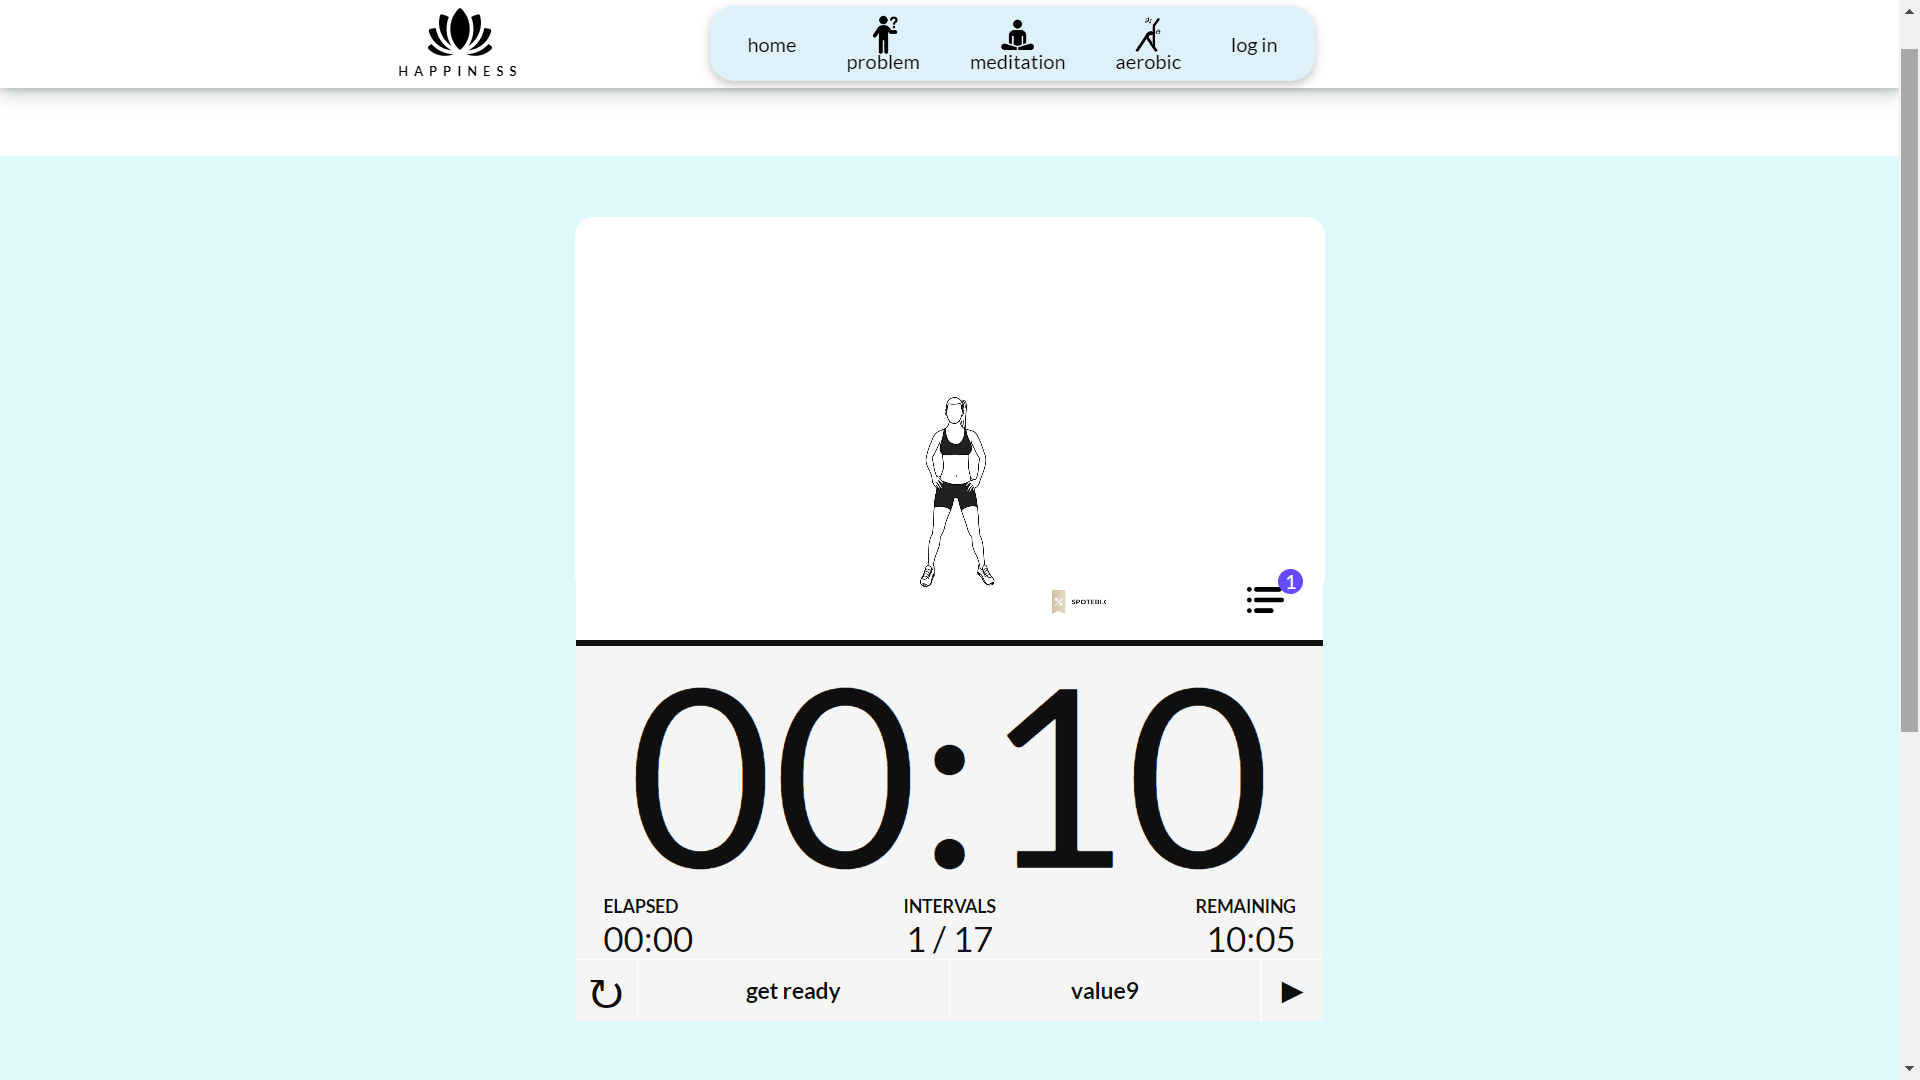 HAPPINESS
home
problem
meditation
aerobic
log in
SPOTEBI.C
1
00:10
ELAPSED
00:00
INTERVALS
1 / 17
REMAINING
10:05
get ready
value9